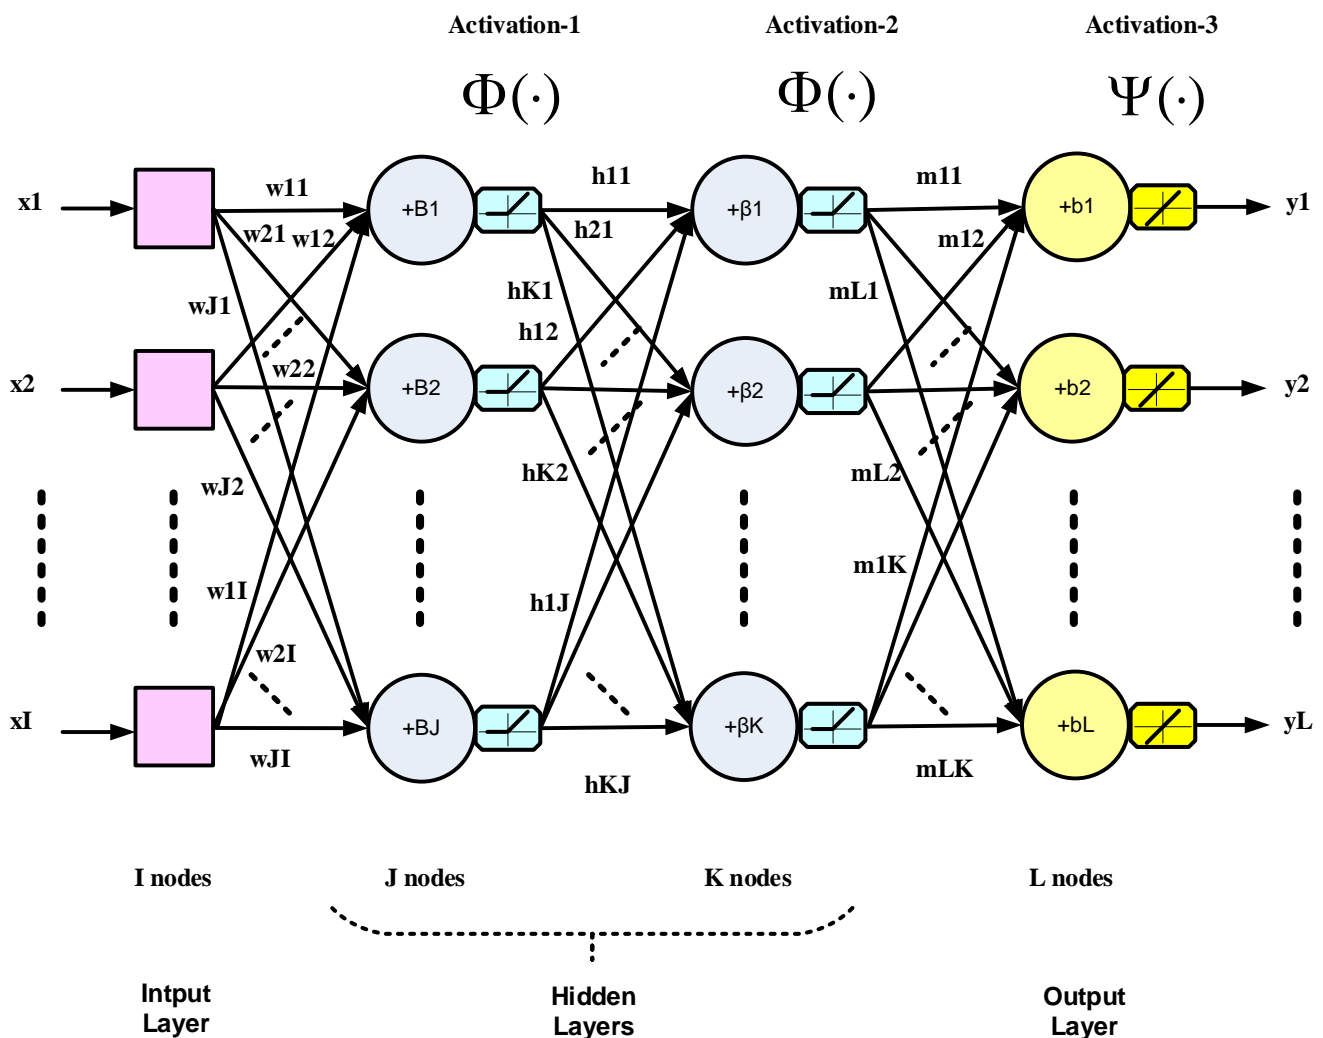 Activation-1 Activation-2 Activation-3
Φ(·) Φ(·) Ψ(·)
x1 w11 +B1 h11 +β1 m11 +b1 y1
w21 w12 h21 m12
wJ1 hK1 mL1
h12
x2 w22 +B2 +β2 +b2 y2
wJ2 hK2 mL2
w1I h1J m1K
w2I
xI +BJ +βK +bL yL
wJI hKJ mLK
I nodes J nodes K nodes L nodes
Intput Hidden Output
Layer Layers Layer